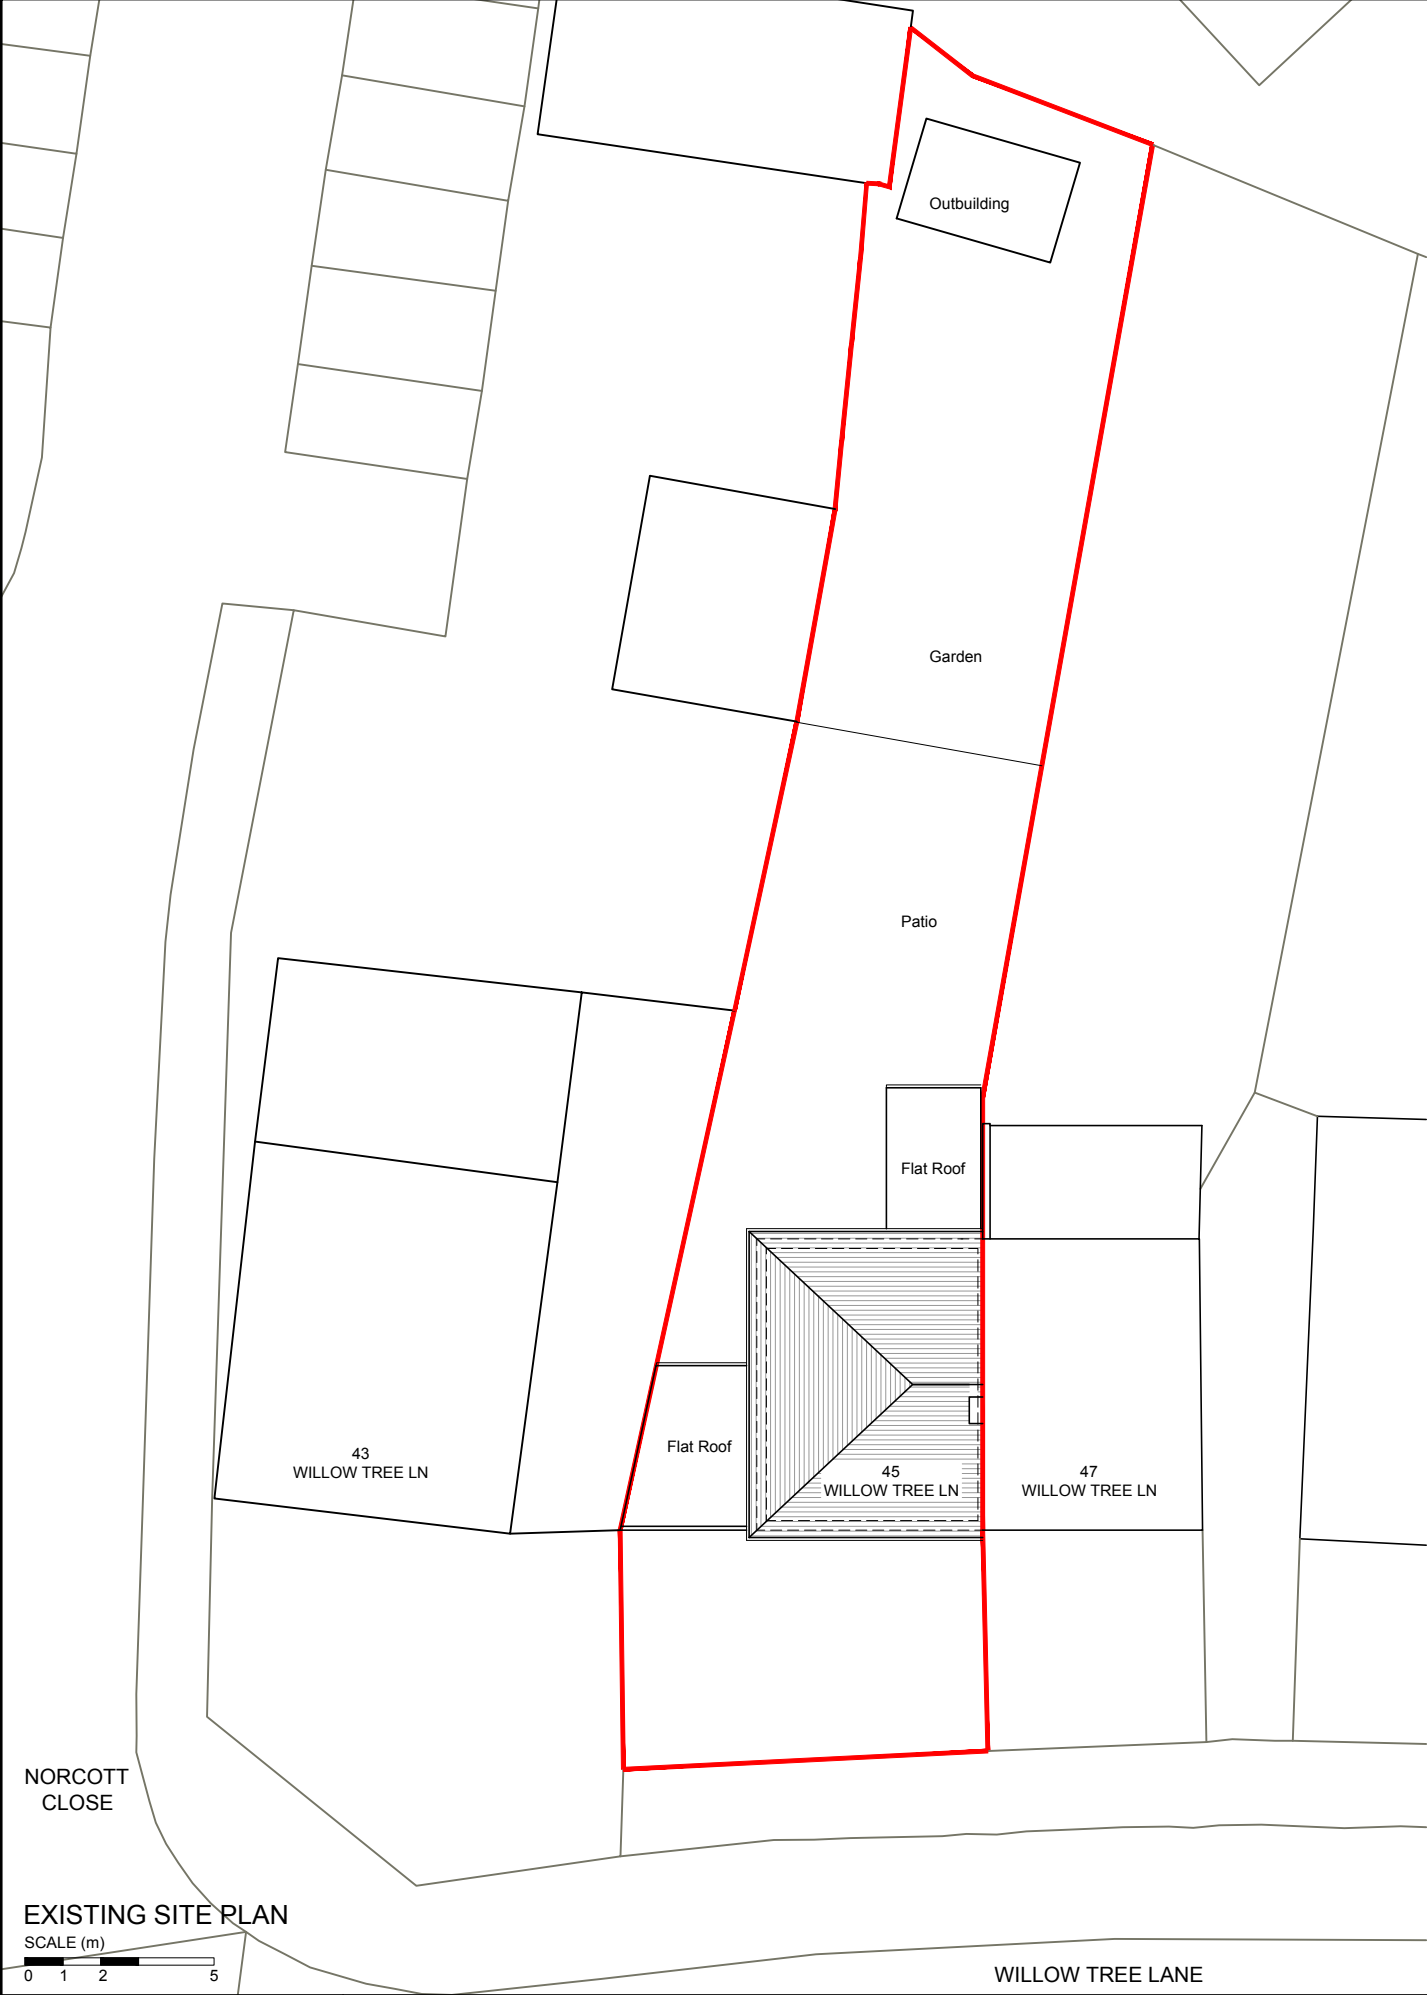 Outbuilding
Garden
Patio
Flat Roof
Flat Roof
43
WILLOW TREE LN
45
WILLOW TREE LN
47
WILLOW TREE LN
NORCOTT
CLOSE
EXISTING SITE PLAN
SCALE (m)
0 1 2 5
WILLOW TREE LANE